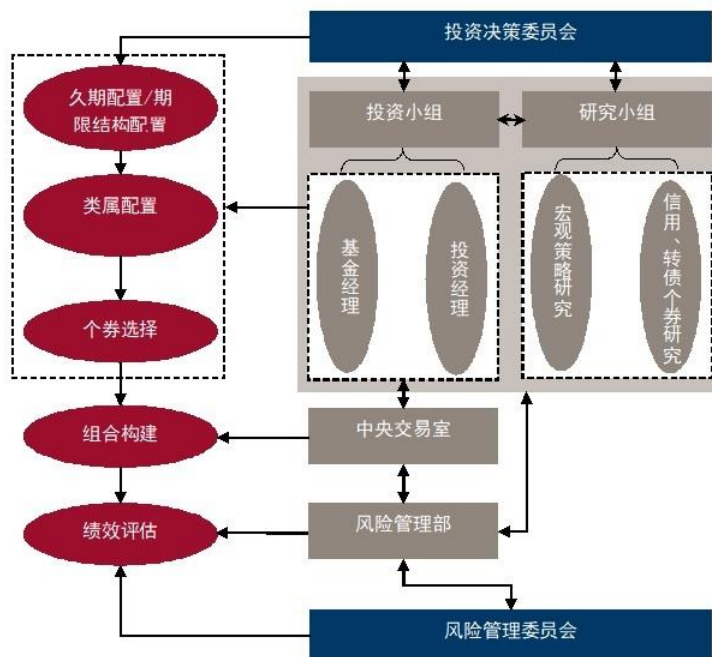 投资决策委员会
久期配置/期
限结构配置
投资小组
研究小组
类属配置
基金经理
投资经理
宏观策略研究
信用、转债个券研究
个券选择
组合构建
中央交易室
绩效评估
风险管理部
风险管理委员会